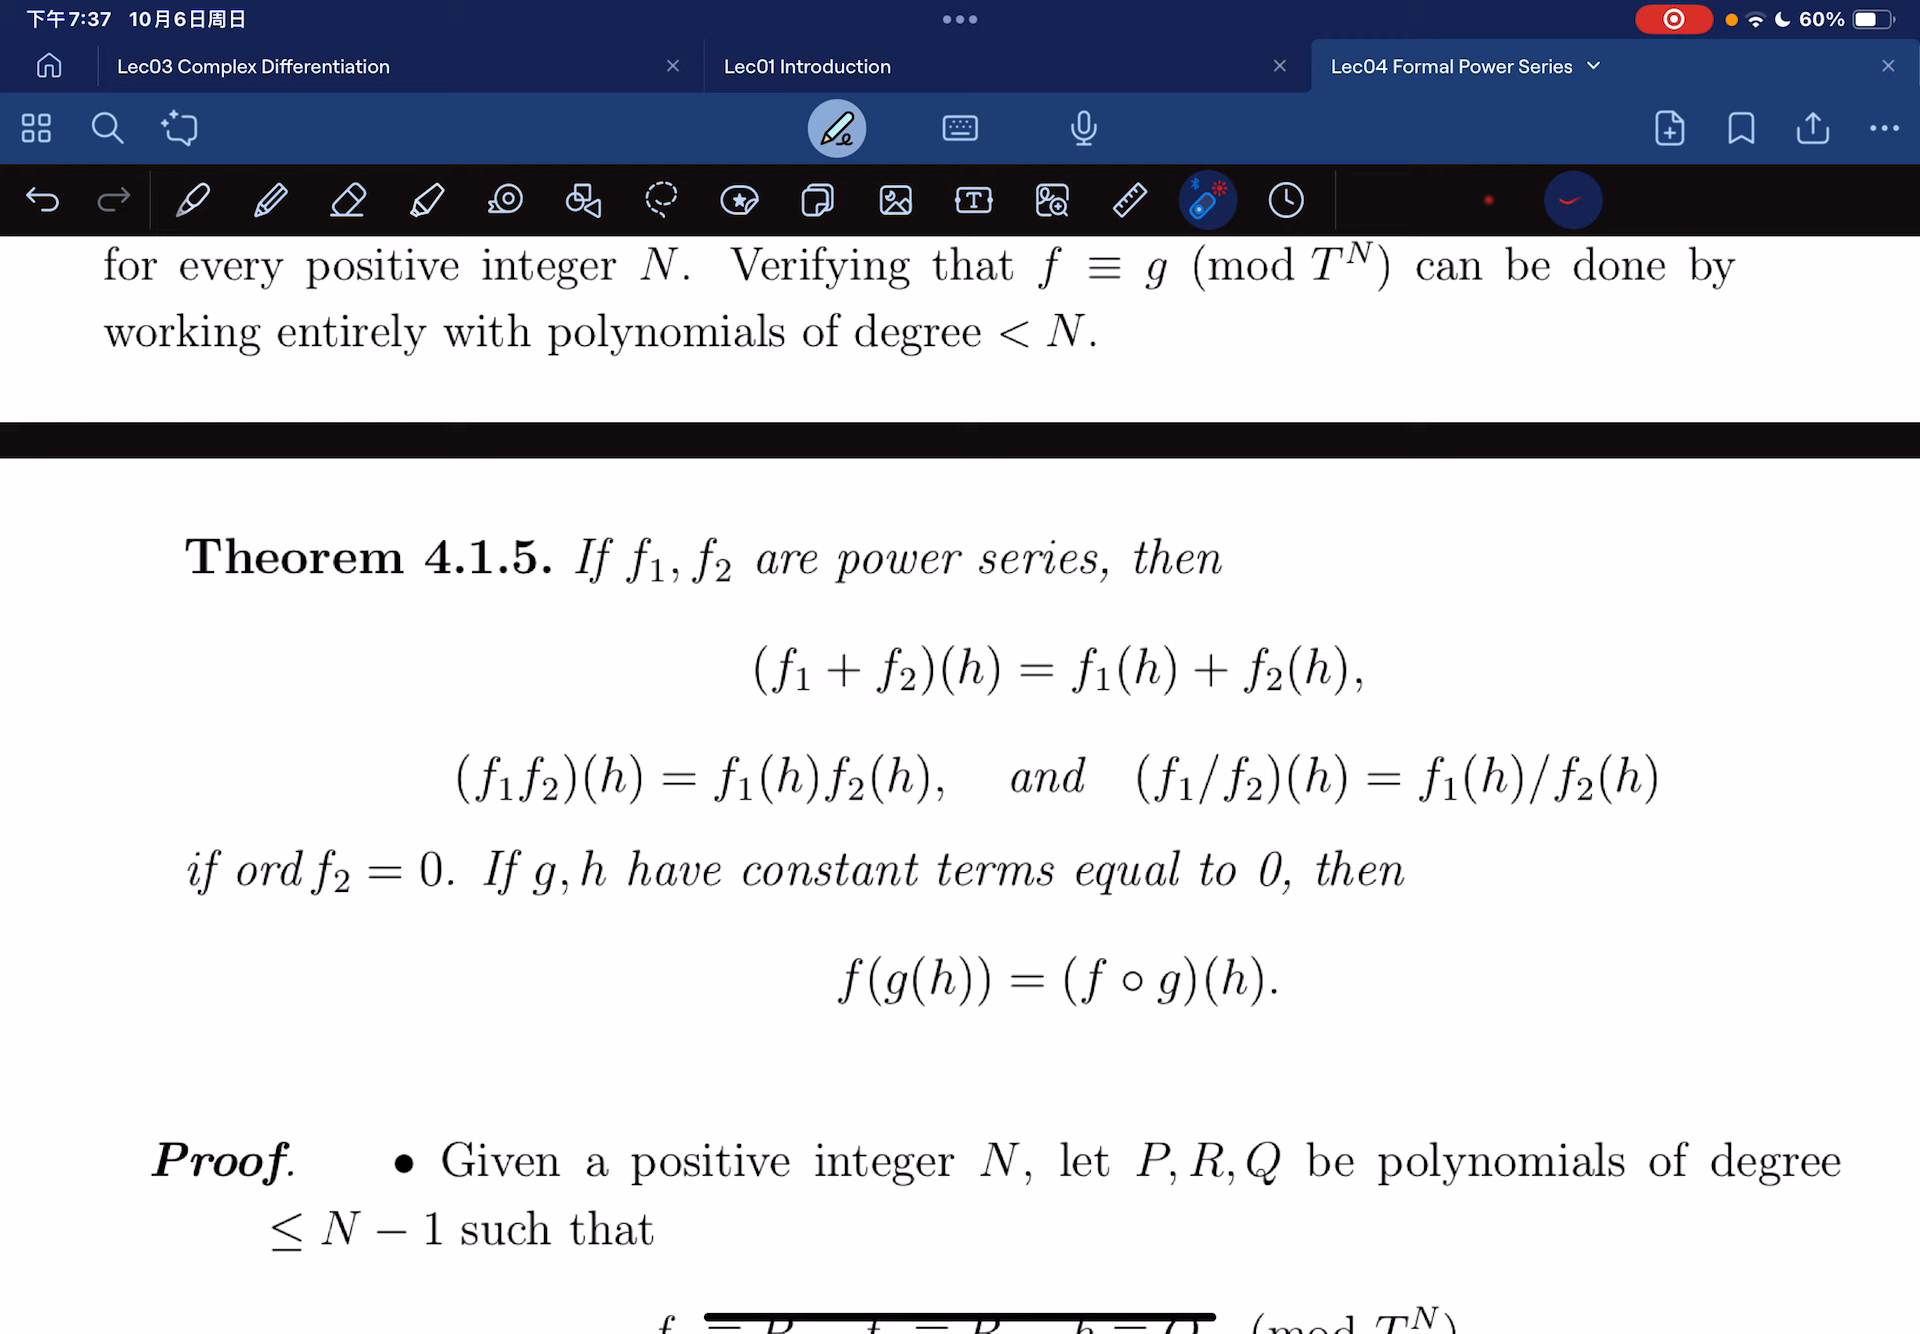 下午7:37 10月6日周日
60%
Lec03 Complex Differentiation
Lec01 Introduction
Lec04 Formal Power Series
for every positive integer N. Verifying that f ≡ g (mod T^N) can be done by
working entirely with polynomials of degree < N.
Theorem 4.1.5. If f₁, f₂ are power series, then
(f₁ + f₂)(h) = f₁(h) + f₂(h),
(f₁f₂)(h) = f₁(h)f₂(h), and (f₁/f₂)(h) = f₁(h)/f₂(h)
if ord f₂ = 0. If g, h have constant terms equal to 0, then
f(g(h)) = (f ∘ g)(h).
Proof. • Given a positive integer N, let P, R, Q be polynomials of degree
≤ N − 1 such that
(mod T^N)